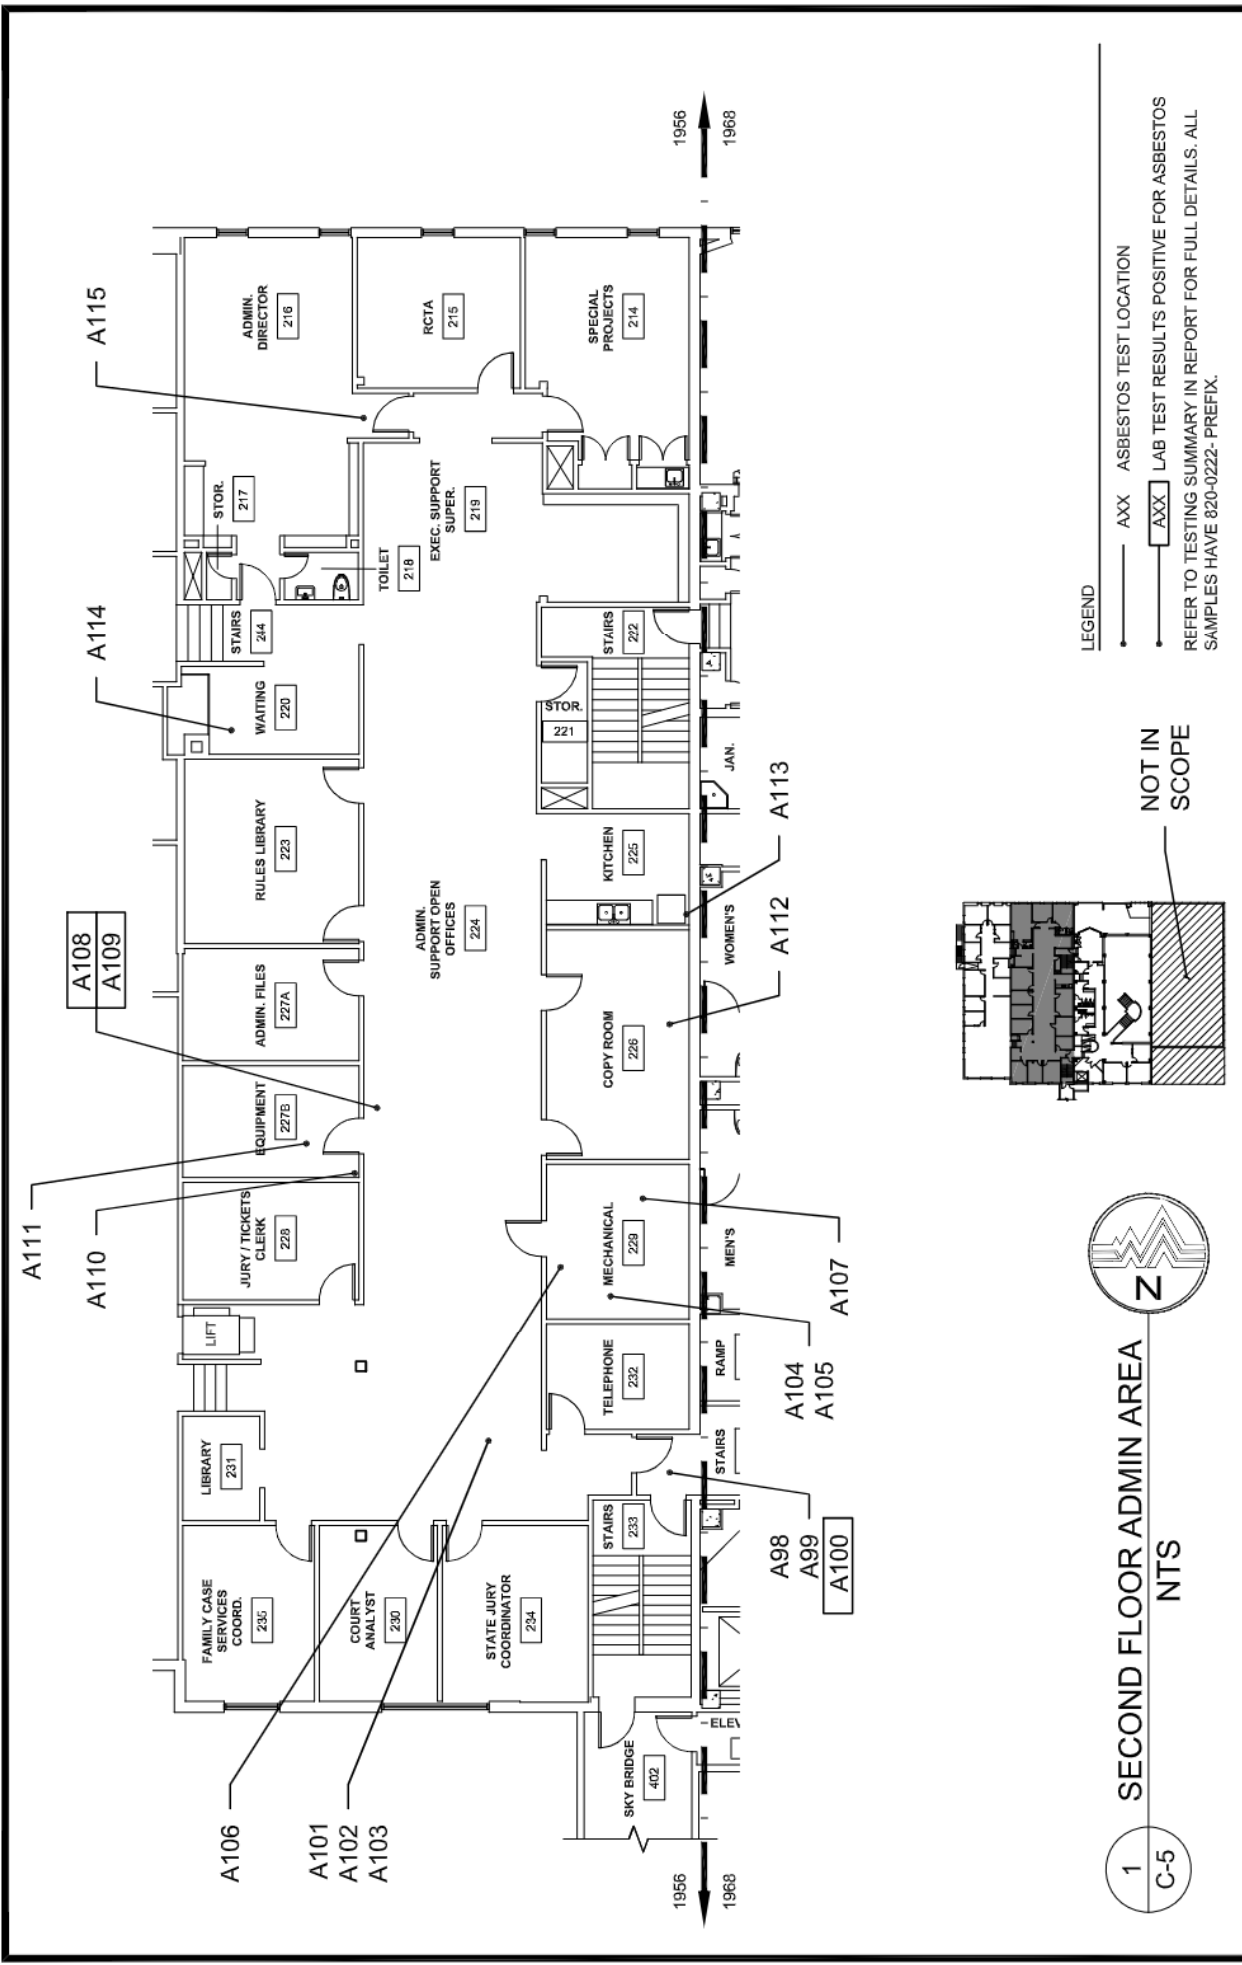 A106
A101
A102
A103
A111
A110
A108
A109
A114
A115
FAMILY CASE
SERVICES
COORD.
235
LIBRARY
231
LIFT
JURY / TICKETS
CLERK
228
EQUIPMENT
227B
ADMIN. FILES
227A
RULES LIBRARY
223
WAITING
220
STAIRS
244
STOR.
217
ADMIN.
DIRECTOR
216
COURT
ANALYST
230
TOILET
218
RCTA
215
STATE JURY
COORDINATOR
234
ADMIN.
SUPPORT OPEN
OFFICES
224
EXEC. SUPPORT
SUPER.
219
SKY BRIDGE
402
STAIRS
233
TELEPHONE
232
MECHANICAL
229
COPY ROOM
226
KITCHEN
225
STOR.
221
STAIRS
222
SPECIAL
PROJECTS
214
1956
1968
1956
1968
ELEV
STAIRS
RAMP
MEN'S
WOMEN'S
JAN.
A98
A99
A100
A104
A105
A107
A112
A113
1
C-5
SECOND FLOOR ADMIN AREA
NTS
N
NOT IN
SCOPE
LEGEND
AXX ASBESTOS TEST LOCATION
AXX LAB TEST RESULTS POSITIVE FOR ASBESTOS
REFER TO TESTING SUMMARY IN REPORT FOR FULL DETAILS. ALL
SAMPLES HAVE 820-0222- PREFIX.